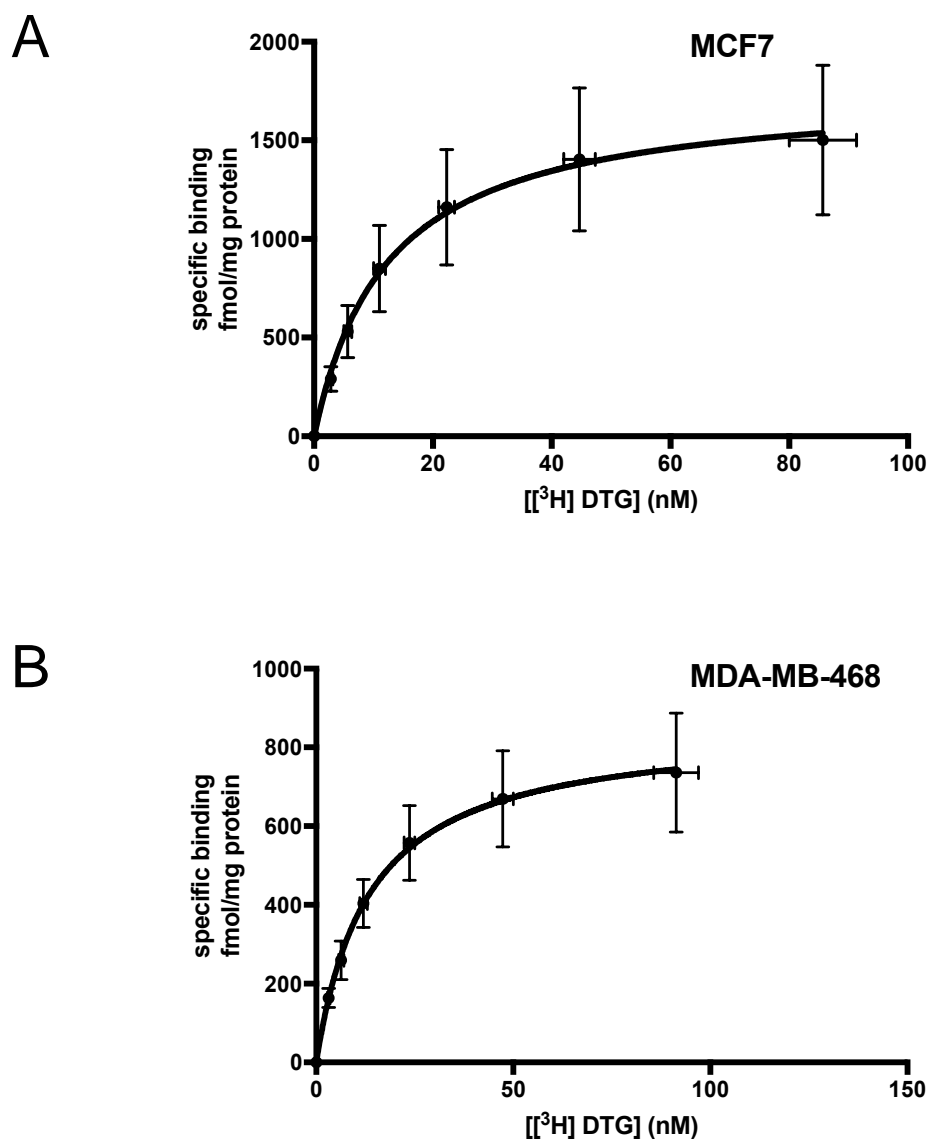 A
MCF7
2000
1500
1000
500
0
specific binding
fmol/mg protein
0 20 40 60 80 100
[[³H] DTG] (nM)
B
MDA-MB-468
1000
800
600
400
200
0
specific binding
fmol/mg protein
0 50 100 150
[[³H] DTG] (nM)